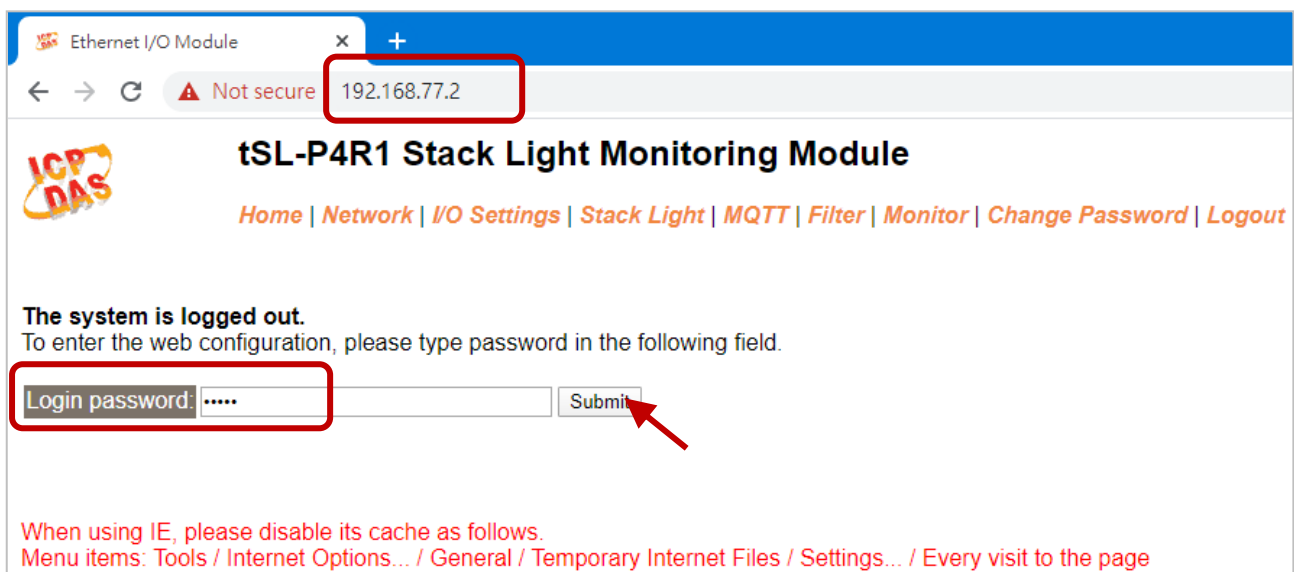 Ethernet I/O Module
Not secure 192.168.77.2
ICP DAS
tSL-P4R1 Stack Light Monitoring Module
Home | Network | I/O Settings | Stack Light | MQTT | Filter | Monitor | Change Password | Logout
The system is logged out.
To enter the web configuration, please type password in the following field.
Login password: ••••• Submit
When using IE, please disable its cache as follows.
Menu items: Tools / Internet Options... / General / Temporary Internet Files / Settings... / Every visit to the page